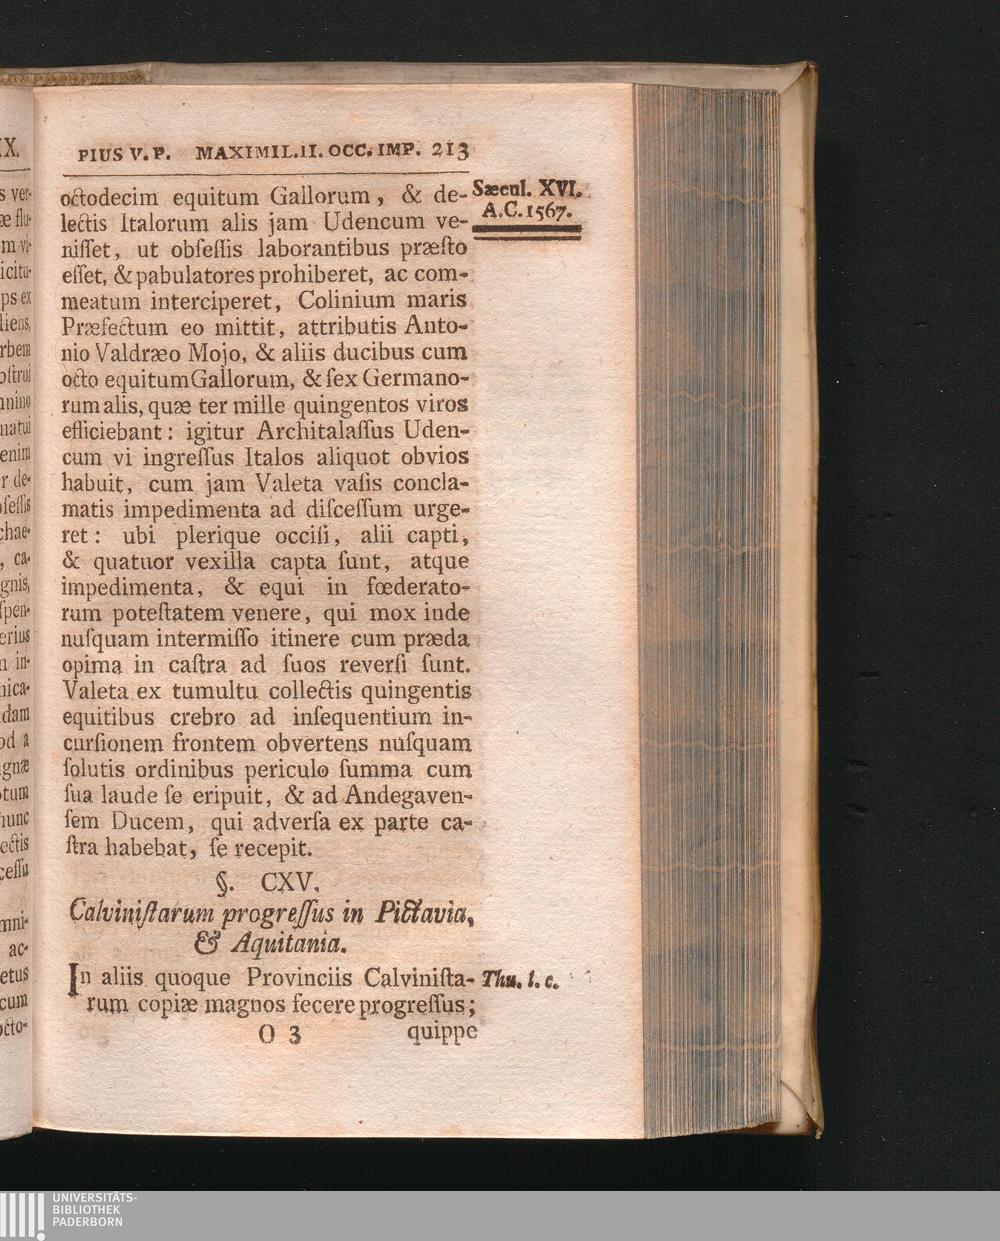 PIUS V. P. MAXIMIL. II. OCC. IMP. 213
Sæcul. XVI.
A.C. 1567.
octodecim equitum Gallorum, & de-
lectis Italorum alis jam Udencum ve-
niſſet, ut obſeſſis laborantibus præſto
eſſet, & pabulatores prohiberet, ac com-
meatum interciperet, Colinium maris
Præfectum eo mittit, attributis Anto-
nio Valdræo Mojo, & aliis ducibus cum
octo equitum Gallorum, & ſex Germano-
rum alis, quæ ter mille quingentos viros
efficiebant: igitur Architalaſſus Uden-
cum vi ingreſſus Italos aliquot obvios
habuit, cum jam Valeta vaſis concla-
matis impedimenta ad diſceſſum urge-
ret: ubi plerique occiſi, alii capti,
& quatuor vexilla capta ſunt, atque
impedimenta, & equi in fœderato-
rum poteſtatem venere, qui mox inde
nuſquam intermiſſo itinere cum præda
opima in caſtra ad ſuos reverſi ſunt.
Valeta ex tumultu collectis quingentis
equitibus crebro ad inſequentium in-
curſionem frontem obvertens nuſquam
ſolutis ordinibus periculo ſumma cum
ſua laude ſe eripuit, & ad Andegaven-
ſem Ducem, qui adverſa ex parte ca-
ſtra habebat, ſe recepit.
§. CXV.
Calviniſtarum progreſſus in Pictavia,
& Aquitania.
In aliis quoque Provinciis Calviniſta-
Thu. l. c.
rum copiæ magnos fecere progreſſus;
O 3 quippe
UNIVERSITÄTS-
BIBLIOTHEK
PADERBORN